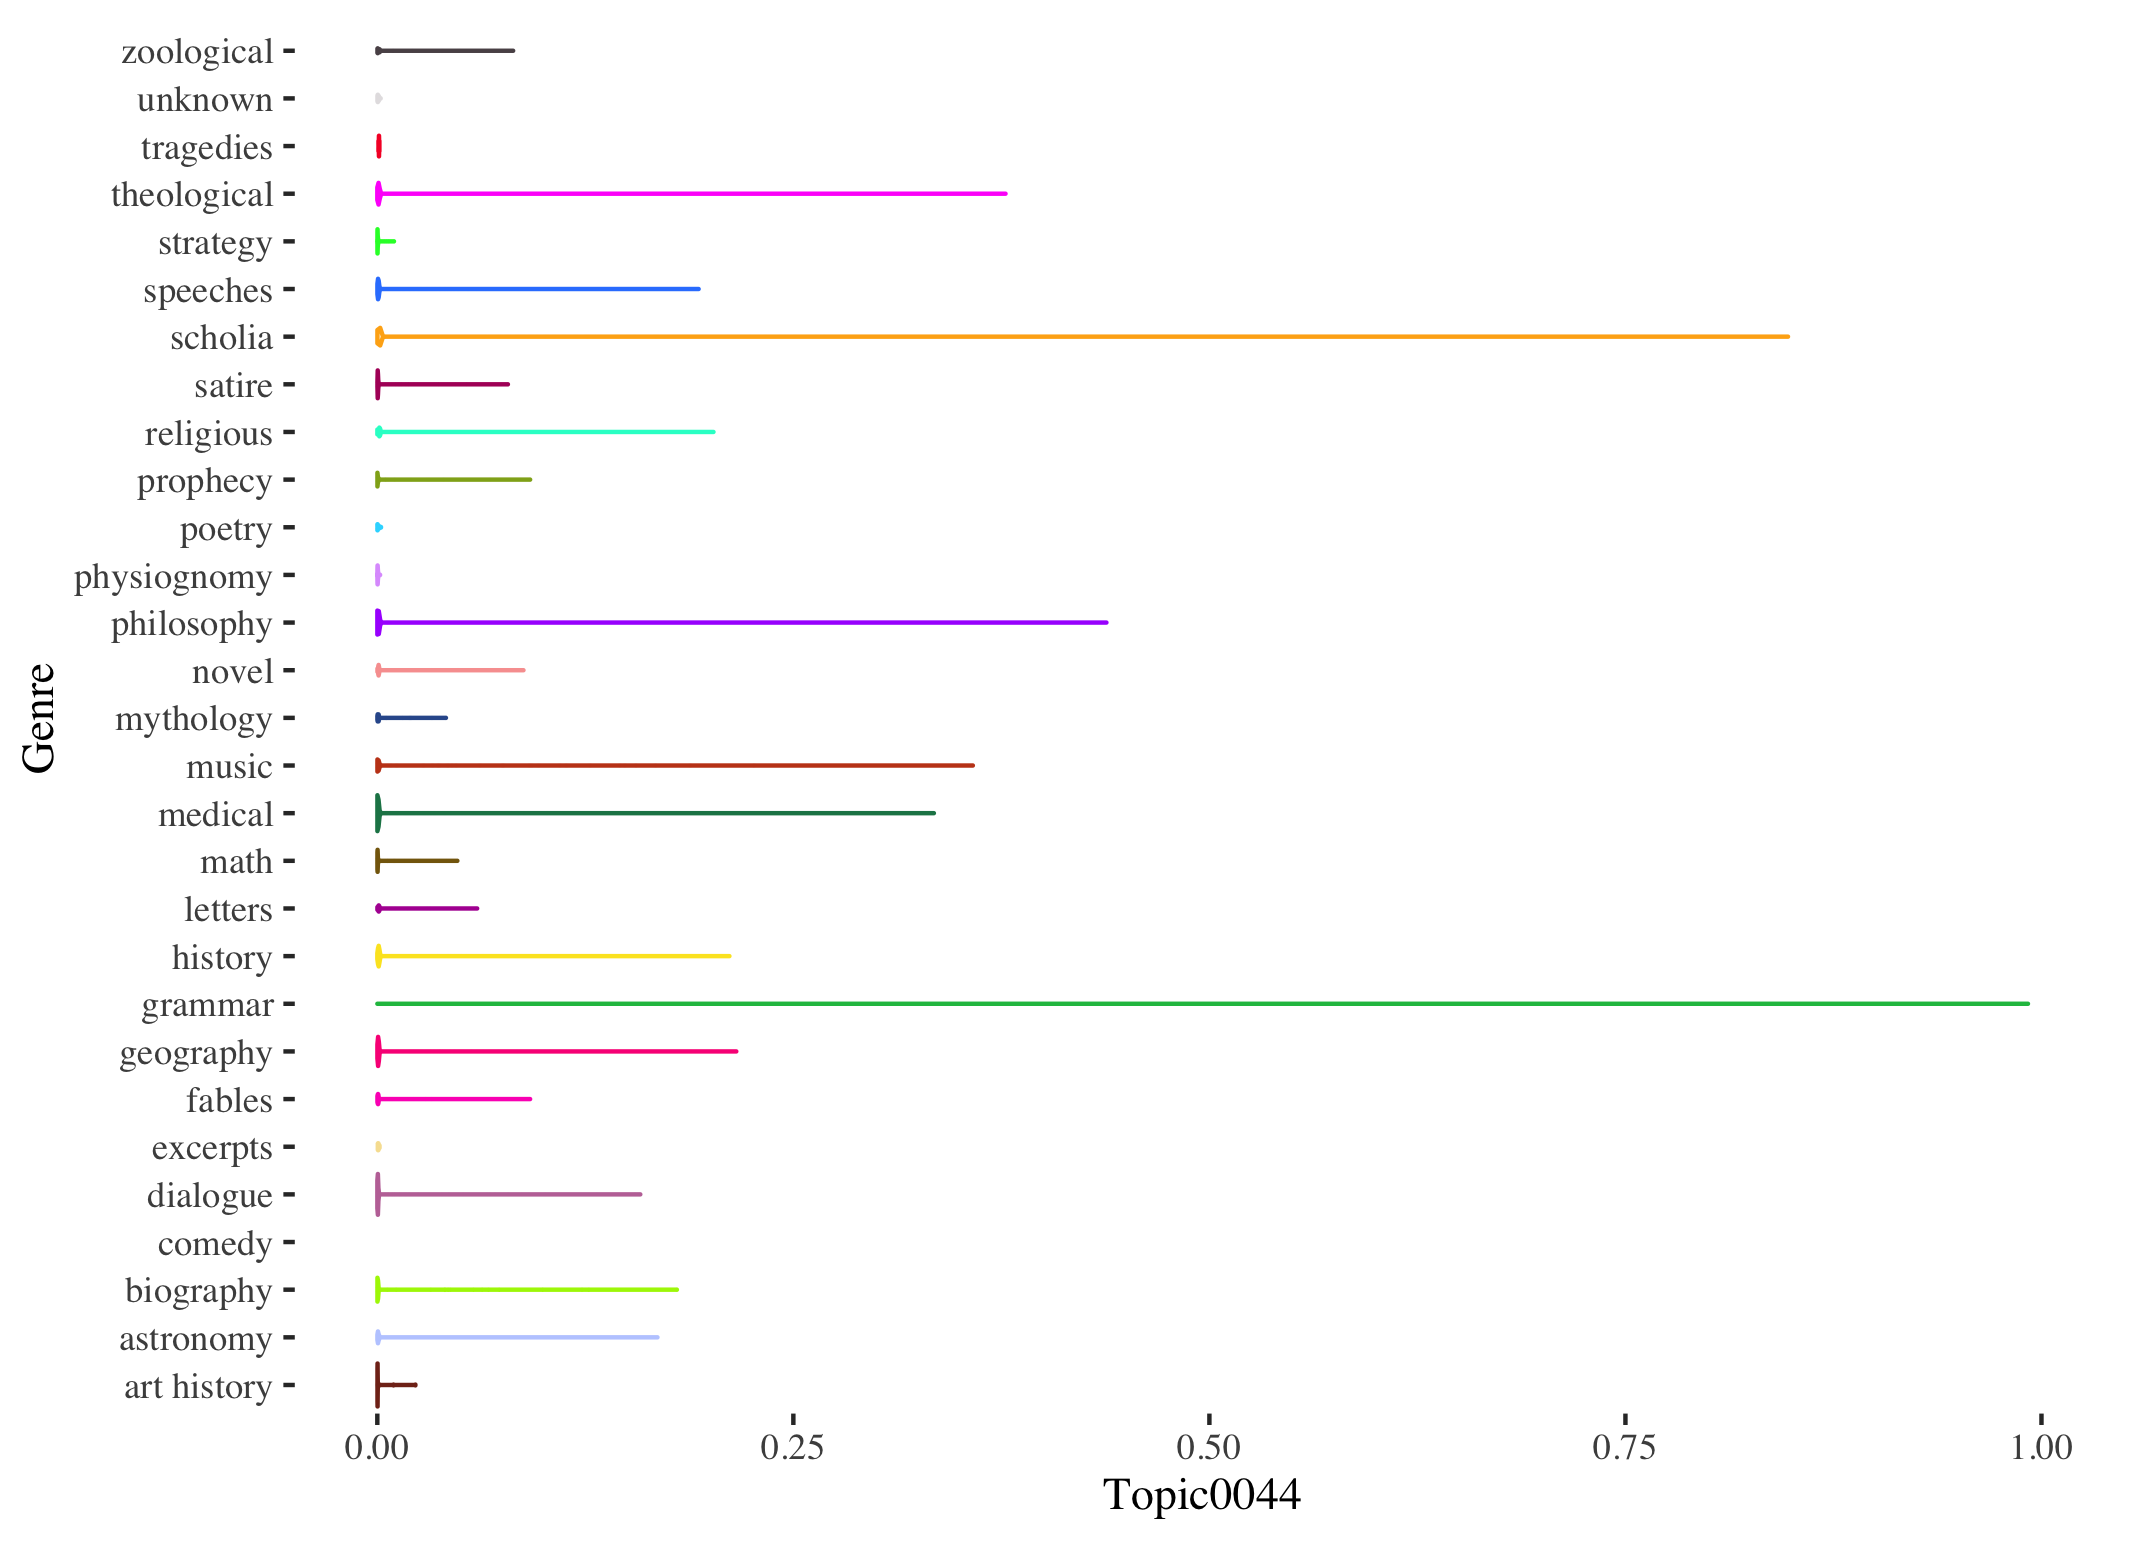 zoological
unknown
tragedies
theological
strategy
speeches
scholia
satire
religious
prophecy
poetry
physiognomy
philosophy
novel
mythology
music
medical
math
letters
history
grammar
geography
fables
excerpts
dialogue
comedy
biography
astronomy
art history
Genre
0.00 0.25 0.50 0.75 1.00
Topic0044